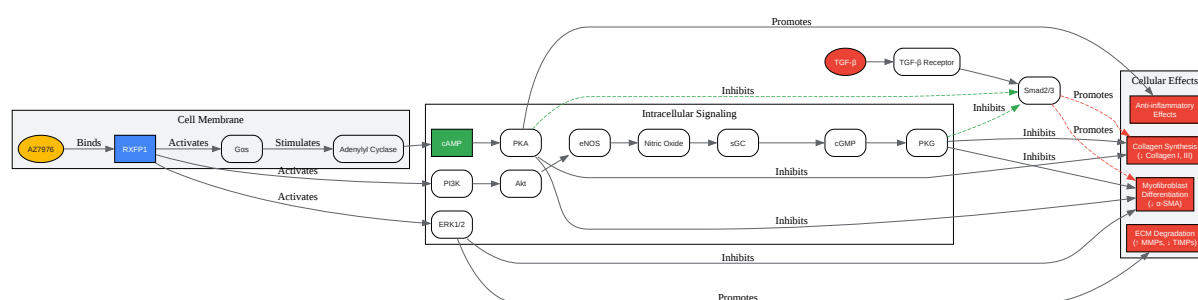 Promotes
TGF-β
TGF-β Receptor
Cellular Effects
Smad2/3
Promotes
Inhibits
Anti-inflammatory
Effects
Inhibits
Cell Membrane
Intracellular Signaling
AZ7976
Binds
RXFP1
Activates
Gαs
Stimulates
Adenylyl Cyclase
cAMP
PKA
eNOS
Nitric Oxide
sGC
cGMP
PKG
Inhibits
Promotes
Collagen Synthesis
(↓ Collagen I, III)
Inhibits
Activates
PI3K
Akt
Inhibits
Myofibroblast
Differentiation
(↓ α-SMA)
Activates
ERK1/2
Inhibits
ECM Degradation
(↑ MMPs, ↓ TIMPs)
Inhibits
Promotes